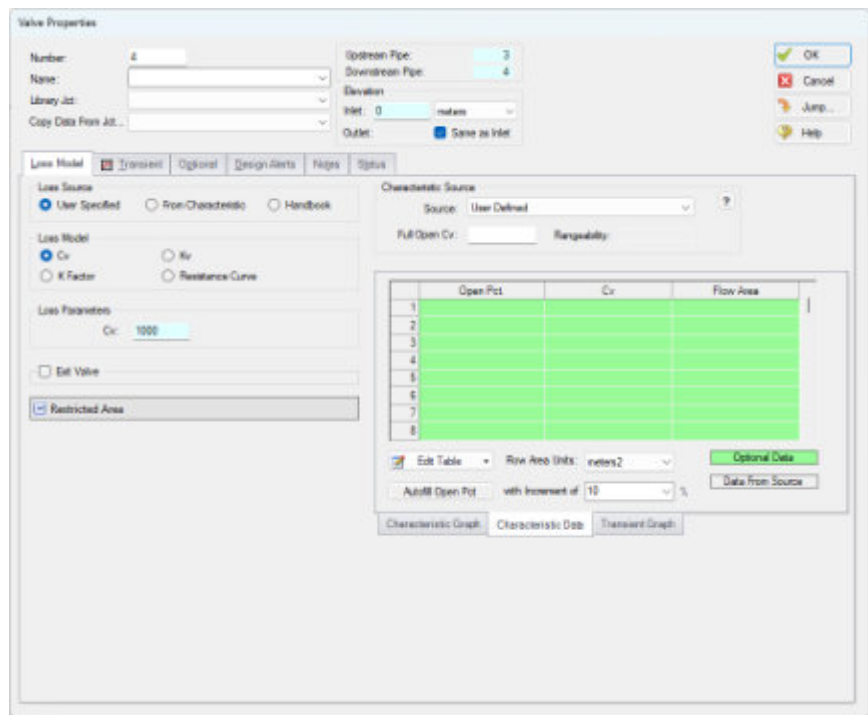 Valve Properties
Number: 4
Name:
Library Jct:
Copy Data From Jct...
Upstream Pipe: 3
Downstream Pipe: 4
Elevation
Inlet: 0 meters
Outlet: Same as Inlet
OK
Cancel
Jump...
Help
Loss Model Transient Optional Design Alerts Notes Status
Loss Source
User Specified From Characteristic Handbook
Loss Model
Cv Kv
K Factor Resistance Curve
Loss Parameters
Cv: 1000
Exit Valve
Restricted Area
Characteristic Source
Source: User Defined ?
Full Open Cv: Rangeability:
Open Pct. Cv Flow Area
1
2
3
4
5
6
7
8
Edit Table Flow Area Units: meters2 Optional Data
Autofill Open Pct with Increment of 10 % Data From Source
Characteristic Graph Characteristic Data Transient Graph